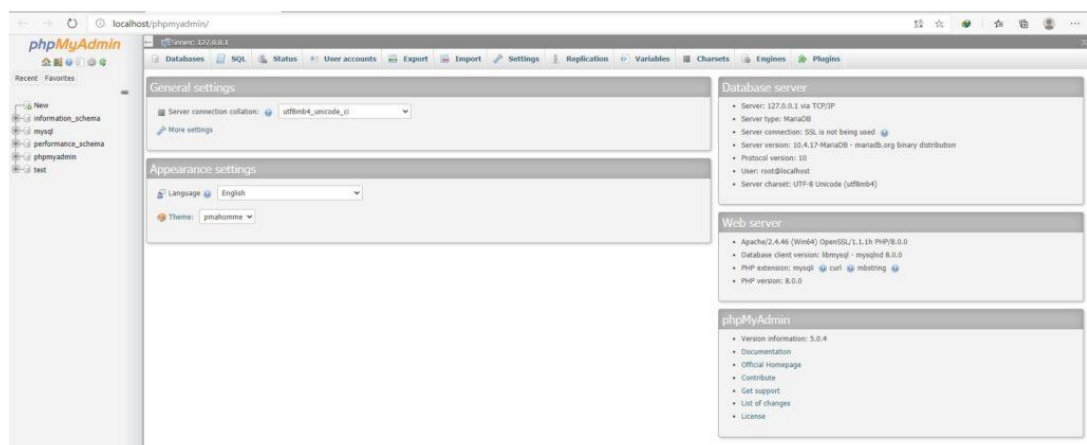 localhost/phpmyadmin/
phpMyAdmin
Recent Favorites
New
information_schema
mysql
performance_schema
phpmyadmin
test
Server: 127.0.0.1
Databases SQL Status User accounts Export Import Settings Replication Variables Charsets Engines Plugins
General settings
Server connection collation: utf8mb4_unicode_ci
More settings
Appearance settings
Language English
Theme: pmahomme
Database server
Server: 127.0.0.1 via TCP/IP
Server type: MariaDB
Server connection: SSL is not being used
Server version: 10.4.17-MariaDB - mariadb.org binary distribution
Protocol version: 10
User: root@localhost
Server charset: UTF-8 Unicode (utf8mb4)
Web server
Apache/2.4.46 (Win64) OpenSSL/1.1.1h PHP/8.0.0
Database client version: libmysql - mysqlnd 8.0.0
PHP extension: mysqli curl mbstring
PHP version: 8.0.0
phpMyAdmin
Version information: 5.0.4
Documentation
Official Homepage
Contribute
Get support
List of changes
License